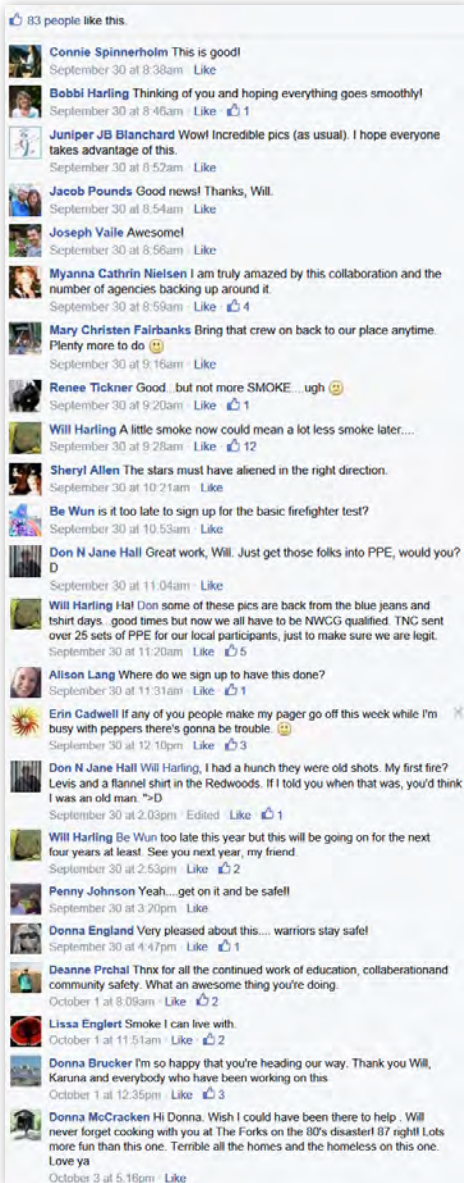 83 people like this.
Connie Spinnerholm This is good!
September 30 at 8:38am · Like
Bobbi Harling Thinking of you and hoping everything goes smoothly!
September 30 at 8:46am · Like · 1
Juniper JB Blanchard Wow! Incredible pics (as usual). I hope everyone
takes advantage of this.
September 30 at 8:52am · Like
Jacob Pounds Good news! Thanks, Will.
September 30 at 8:54am · Like
Joseph Vaile Awesome!
September 30 at 8:56am · Like
Myanna Cathrin Nielsen I am truly amazed by this collaboration and the
number of agencies backing up around it.
September 30 at 8:59am · Like · 4
Mary Christen Fairbanks Bring that crew on back to our place anytime.
Plenty more to do
September 30 at 9:16am · Like
Renee Tickner Good...but not more SMOKE....ugh
September 30 at 9:20am · Like · 1
Will Harling A little smoke now could mean a lot less smoke later....
September 30 at 9:28am · Like · 12
Sheryl Allen The stars must have aliened in the right direction.
September 30 at 10:21am · Like
Be Wun is it too late to sign up for the basic firefighter test?
September 30 at 10:53am · Like
Don N Jane Hall Great work, Will. Just get those folks into PPE, would you?
D
September 30 at 11:04am · Like
Will Harling Ha! Don some of these pics are back from the blue jeans and
tshirt days...good times but now we all have to be NWCG qualified. TNC sent
over 25 sets of PPE for our local participants, just to make sure we are legit.
September 30 at 11:20am · Like · 5
Alison Lang Where do we sign up to have this done?
September 30 at 11:31am · Like · 1
Erin Cadwell If any of you people make my pager go off this week while I'm
busy with peppers there's gonna be trouble.
September 30 at 12:10pm · Like · 3
Don N Jane Hall Will Harling, I had a hunch they were old shots. My first fire?
Levis and a flannel shirt in the Redwoods. If I told you when that was, you'd think
I was an old man. ">D
September 30 at 2:03pm · Edited · Like · 1
Will Harling Be Wun too late this year but this will be going on for the next
four years at least. See you next year, my friend.
September 30 at 2:53pm · Like · 2
Penny Johnson Yeah....get on it and be safe!!
September 30 at 3:20pm · Like
Donna England Very pleased about this.... warriors stay safe!
September 30 at 4:47pm · Like · 1
Deanne Prchal Thnx for all the continued work of education, collaberationand
community safety. What an awesome thing you're doing.
October 1 at 8:09am · Like · 2
Lissa Englert Smoke I can live with.
October 1 at 11:51am · Like · 2
Donna Brucker I'm so happy that you're heading our way. Thank you Will,
Karuna and everybody who have been working on this
October 1 at 12:35pm · Like · 3
Donna McCracken Hi Donna. Wish I could have been there to help . Will
never forget cooking with you at The Forks on the 80's disaster! 87 right! Lots
more fun than this one. Terrible all the homes and the homeless on this one.
Love ya
October 3 at 5:16pm · Like